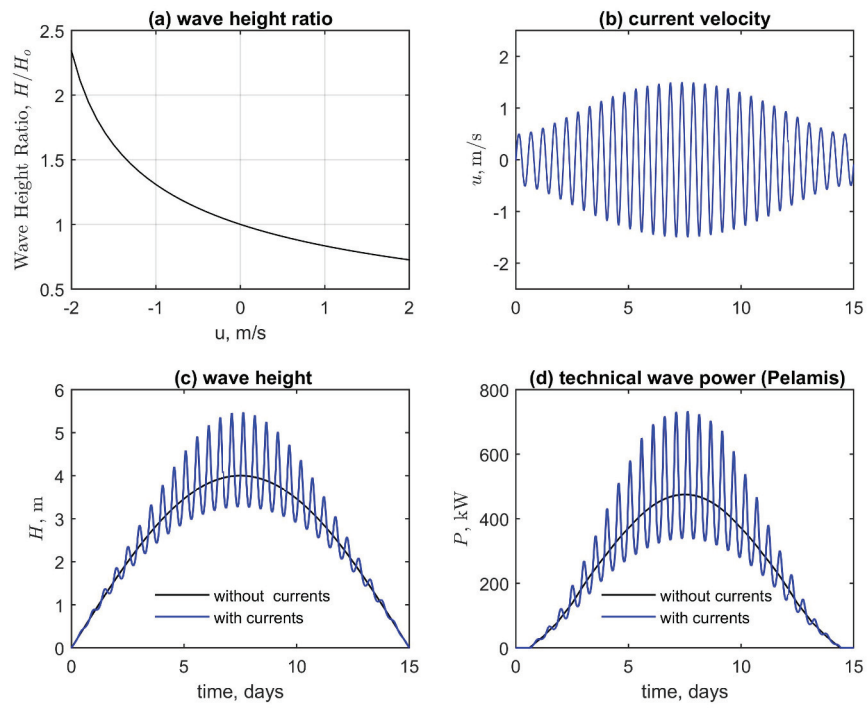 (a) wave height ratio
Wave Height Ratio, H/Ho
2.5
2
1.5
1
0.5
-2 -1 0 1 2
u, m/s
(b) current velocity
u, m/s
2
1
0
-1
-2
0 5 10 15
(c) wave height
H, m
6
5
4
3
2
1
0
without currents
with currents
0 5 10 15
time, days
(d) technical wave power (Pelamis)
P, kW
800
600
400
200
0
without currents
with currents
0 5 10 15
time, days